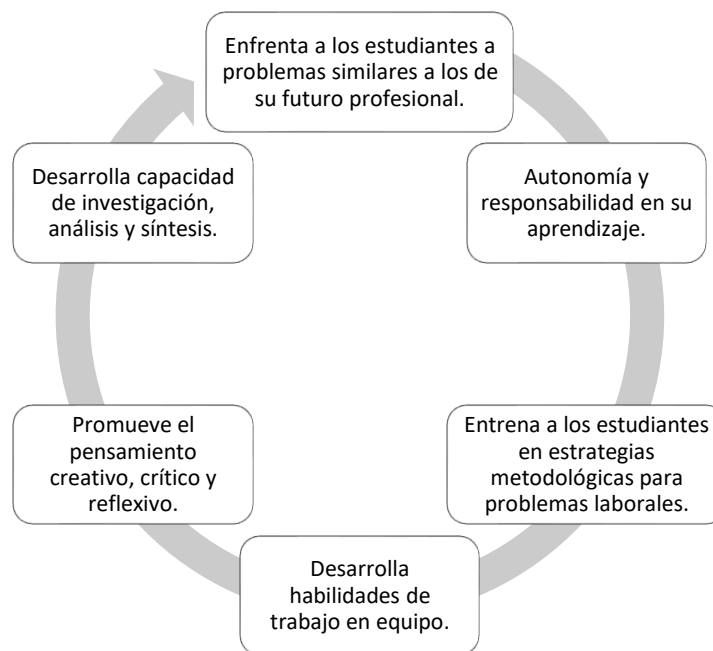 Enfrenta a los estudiantes a
problemas similares a los de
su futuro profesional.
Autonomía y
responsabilidad en su
aprendizaje.
Entrena a los estudiantes
en estrategias
metodológicas para
problemas laborales.
Desarrolla
habilidades de
trabajo en equipo.
Promueve el
pensamiento
creativo, crítico y
reflexivo.
Desarrolla capacidad
de investigación,
análisis y síntesis.